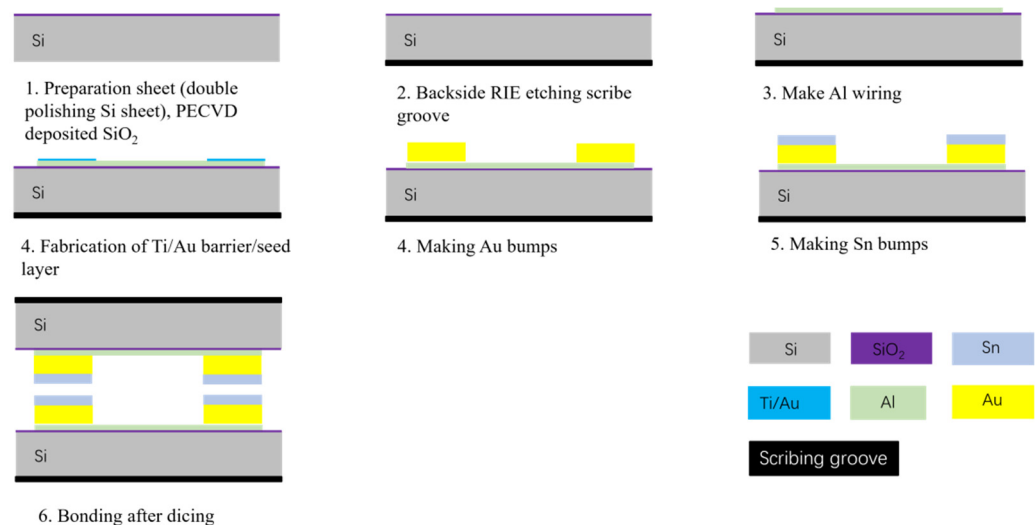 Si
1. Preparation sheet (double
polishing Si sheet), PECVD
deposited SiO₂
Si
2. Backside RIE etching scribe
groove
Si
3. Make Al wiring
Si
4. Fabrication of Ti/Au barrier/seed
layer
Si
4. Making Au bumps
Si
5. Making Sn bumps
Si
Si
6. Bonding after dicing
Si
SiO₂
Sn
Ti/Au
Al
Au
Scribing groove